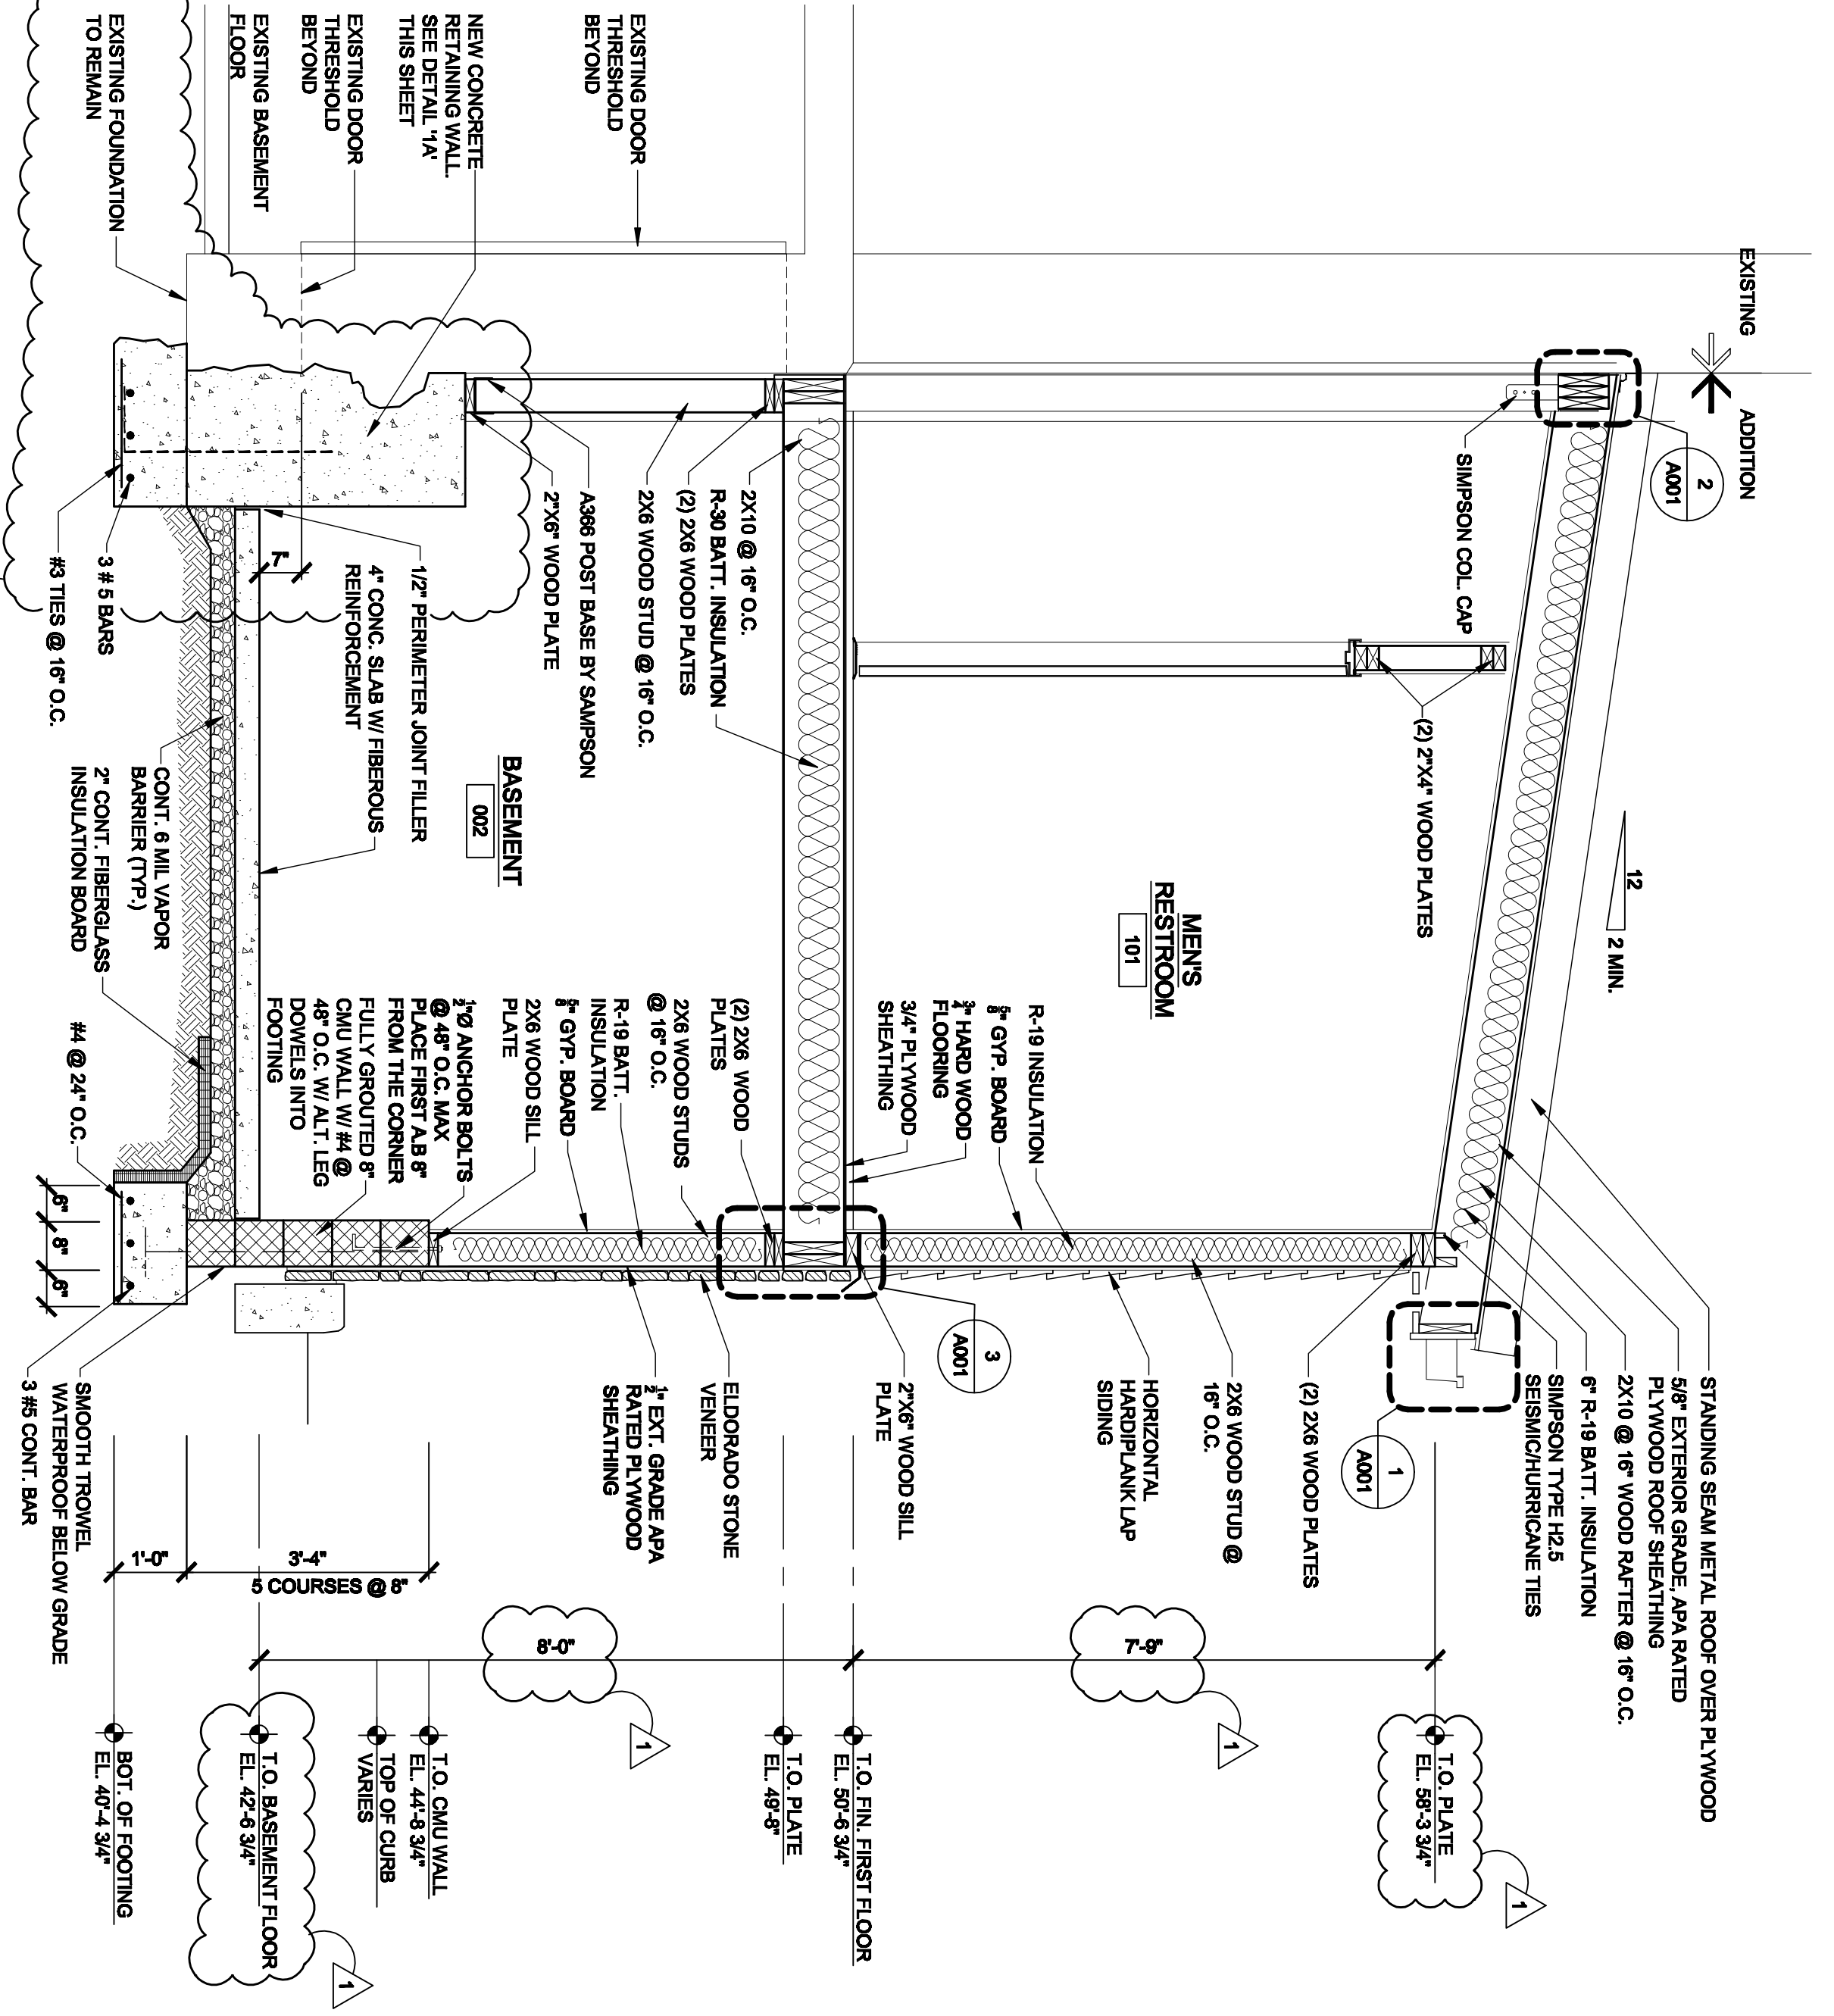 EXISTING
ADDITION
2
A001
SIMPSON COL. CAP
(2) 2"X4" WOOD PLATES
12
2 MIN.
STANDING SEAM METAL ROOF OVER PLYWOOD
5/8" EXTERIOR GRADE, APA RATED
PLYWOOD ROOF SHEATHING
2X10 @ 16" WOOD RAFTER @ 16" O.C.
6" R-19 BATT. INSULATION
SIMPSON TYPE H2.5
SEISMIC/HURRICANE TIES
1
A001
(2) 2X6 WOOD PLATES
2X6 WOOD STUD @
16" O.C.
HORIZONTAL
HARDIPLANK LAP
SIDING
2"X6" WOOD SILL
PLATE
3
A001
ELDORADO STONE
VENEER
1/2" EXT. GRADE APA
RATED PLYWOOD
SHEATHING
MEN'S
RESTROOM
101
R-19 INSULATION
5/8" GYP. BOARD
3/4" HARD WOOD
FLOORING
3/4" PLYWOOD
SHEATHING
EXISTING DOOR
THRESHOLD
BEYOND
NEW CONCRETE
RETAINING WALL.
SEE DETAIL '1A'
THIS SHEET
EXISTING DOOR
THRESHOLD
BEYOND
EXISTING BASEMENT
FLOOR
EXISTING FOUNDATION
TO REMAIN
2X10 @ 16" O.C.
R-30 BATT. INSULATION
(2) 2X6 WOOD PLATES
2X6 WOOD STUD @ 16" O.C.
A366 POST BASE BY SAMPSON
2"X6" WOOD PLATE
BASEMENT
002
1/2" PERIMETER JOINT FILLER
4" CONC. SLAB W/ FIBEROUS
REINFORCEMENT
7"
3 # 5 BARS
#3 TIES @ 16" O.C.
CONT. 6 MIL VAPOR
BARRIER (TYP.)
2" CONT. FIBERGLASS
INSULATION BOARD
(2) 2X6 WOOD
PLATES
2X6 WOOD STUDS
@ 16" O.C.
R-19 BATT.
INSULATION
5/8" GYP. BOARD
2X6 WOOD SILL
PLATE
1/2"Ø ANCHOR BOLTS
@ 48" O.C. MAX
PLACE FIRST A.B 8"
FROM THE CORNER
FULLY GROUTED 8"
CMU WALL W/ #4 @
48" O.C. W/ ALT. LEG
DOWELS INTO
FOOTING
#4 @ 24" O.C.
6"
8"
6"
SMOOTH TROWEL
WATERPROOF BELOW GRADE
3 #5 CONT. BAR
1'-0"
3'-4"
5 COURSES @ 8"
8'-0"
1
7'-9"
1
T.O. PLATE
EL. 58'-3 3/4"
1
T.O. FIN. FIRST FLOOR
EL. 50'-6 3/4"
T.O. PLATE
EL. 49'-8"
T.O. CMU WALL
EL. 44'-8 3/4"
TOP OF CURB
VARIES
T.O. BASEMENT FLOOR
EL. 42'-6 3/4"
1
BOT. OF FOOTING
EL. 40'-4 3/4"